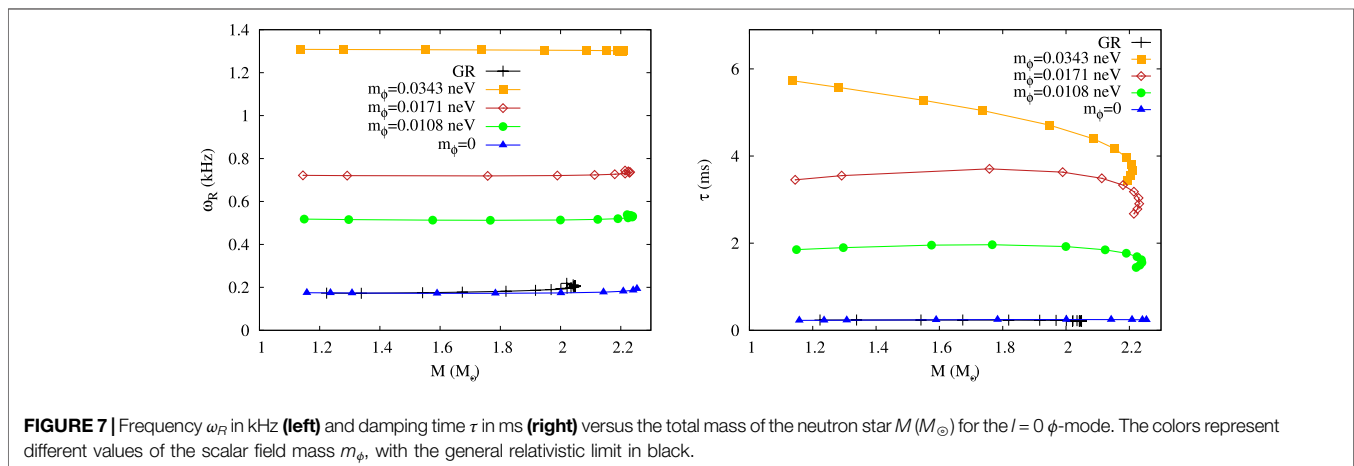 1.4
1.2
1
0.8
0.6
0.4
0.2
0
ω_R (kHz)
GR
m_ϕ=0.0343 neV
m_ϕ=0.0171 neV
m_ϕ=0.0108 neV
m_ϕ=0
1 1.2 1.4 1.6 1.8 2 2.2
M (M_⊙)
6
4
2
0
τ (ms)
GR
m_ϕ=0.0343 neV
m_ϕ=0.0171 neV
m_ϕ=0.0108 neV
m_ϕ=0
1 1.2 1.4 1.6 1.8 2 2.2
M (M_⊙)
FIGURE 7 | Frequency ω_R in kHz (left) and damping time τ in ms (right) versus the total mass of the neutron star M (M_⊙) for the l = 0 ϕ-mode. The colors represent
different values of the scalar field mass m_ϕ, with the general relativistic limit in black.